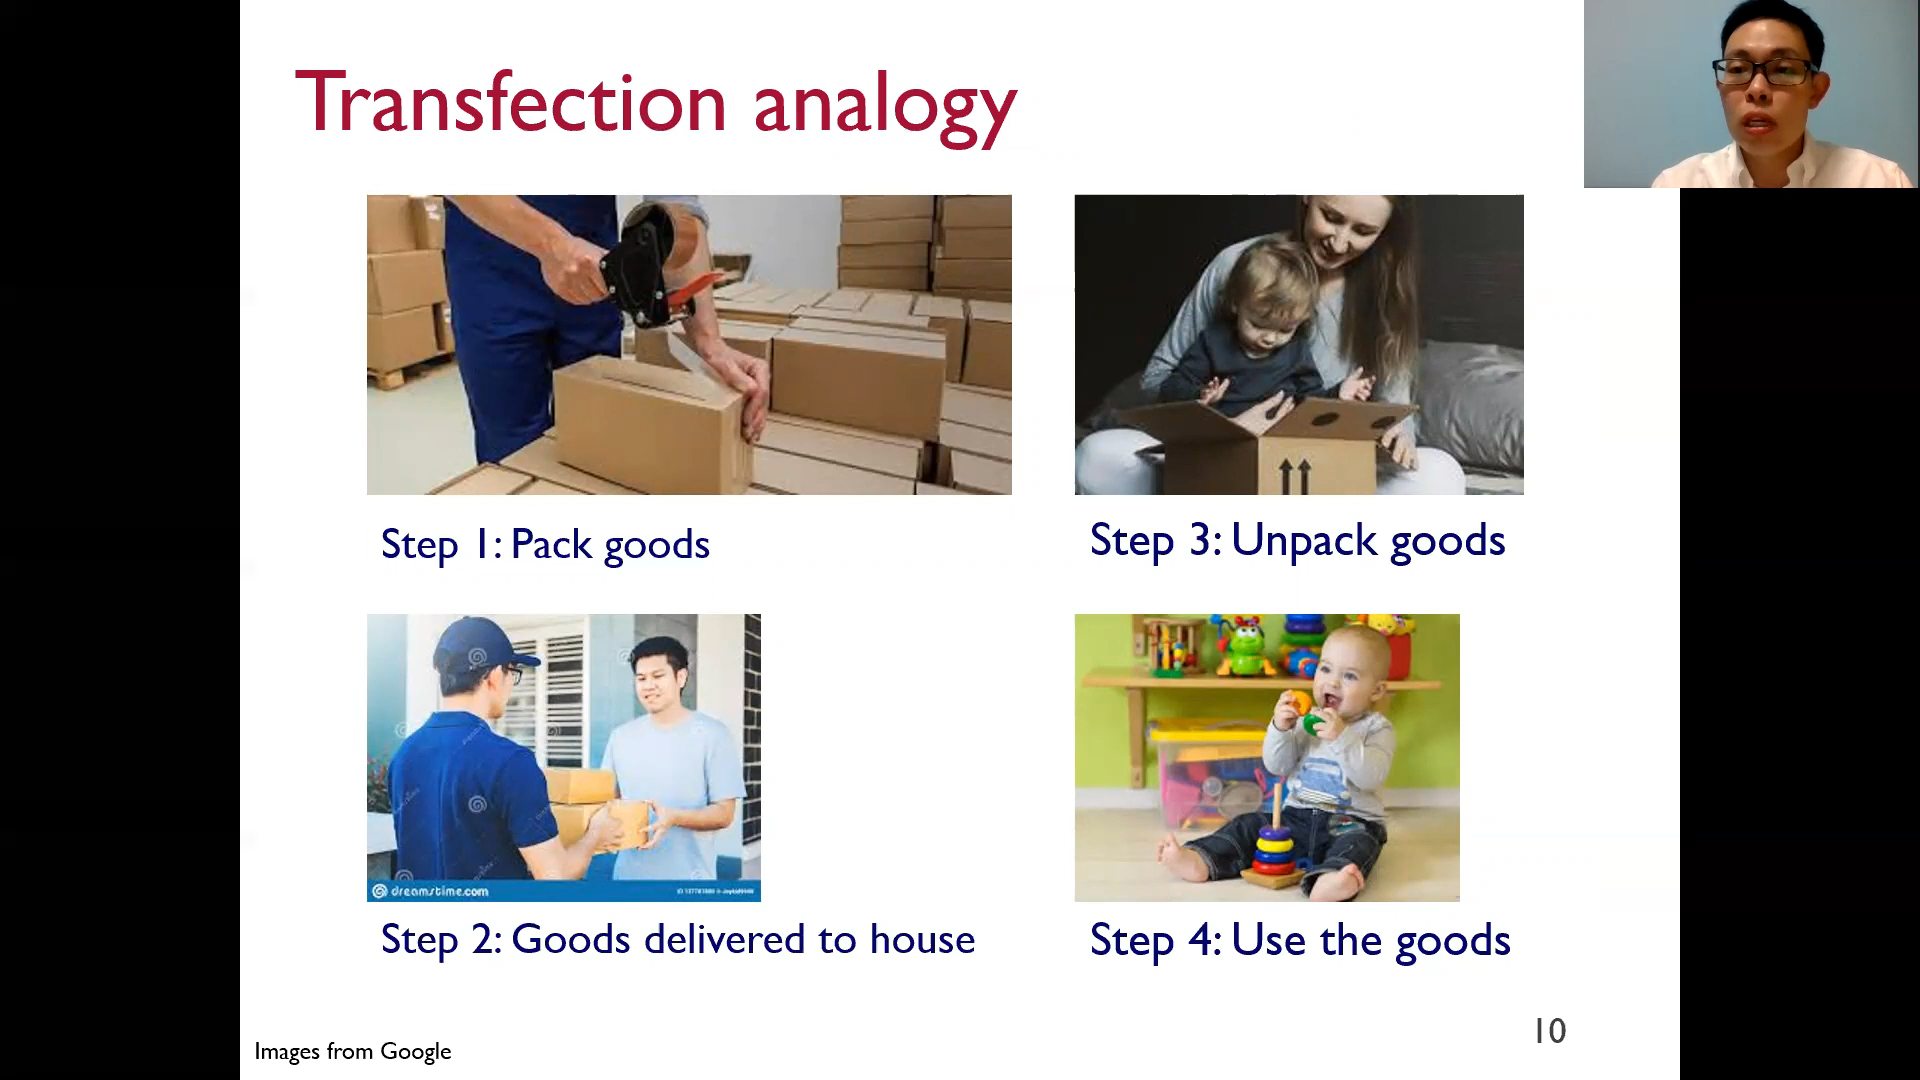 Transfection analogy
Step 1: Pack goods
Step 3: Unpack goods
dreamstime.com
Step 2: Goods delivered to house
Step 4: Use the goods
10
Images from Google